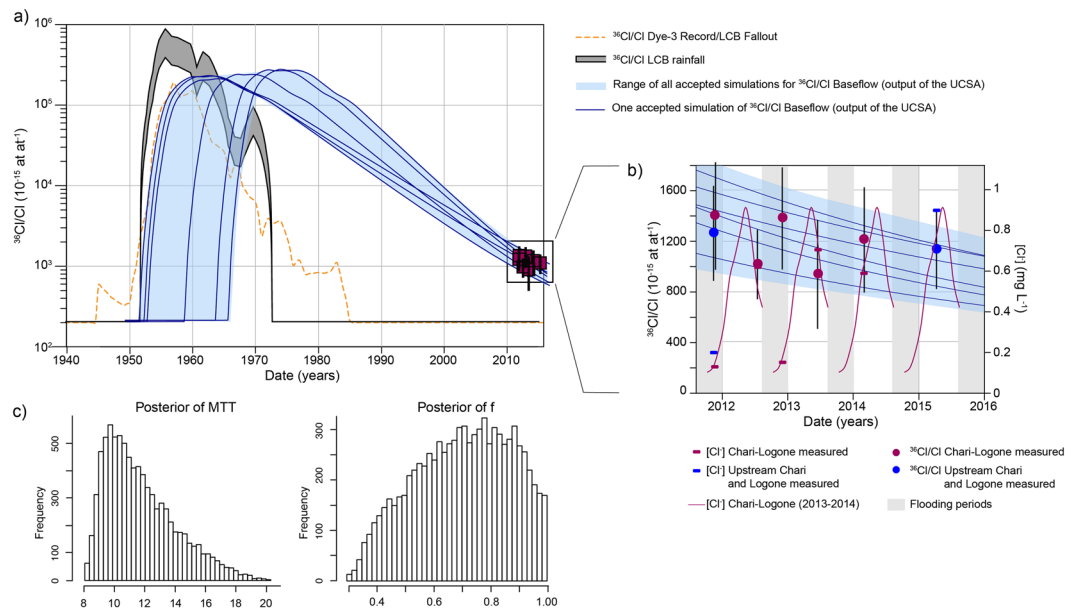 a)
10⁶
10⁵
10⁴
10³
10²
³⁶Cl/Cl (10⁻¹⁵ at at⁻¹)
1940 1950 1960 1970 1980 1990 2000 2010
Date (years)
³⁶Cl/Cl Dye-3 Record/LCB Fallout
³⁶Cl/Cl LCB rainfall
Range of all accepted simulations for ³⁶Cl/Cl Baseflow (output of the UCSA)
One accepted simulation of ³⁶Cl/Cl Baseflow (output of the UCSA)
b)
1600
1200
800
400
0
³⁶Cl/Cl (10⁻¹⁵ at at⁻¹)
1
0.8
0.6
0.4
0.2
0
[Cl⁻] (mg L⁻¹)
2012 2013 2014 2015 2016
Date (years)
[Cl⁻] Chari-Logone measured
[Cl⁻] Upstream Chari
and Logone measured
[Cl⁻] Chari-Logone (2013-2014)
³⁶Cl/Cl Chari-Logone measured
³⁶Cl/Cl Upstream Chari
and Logone measured
Flooding periods
c)
Posterior of MTT
Frequency
500
300
100
0
8 10 12 14 16 18 20
Posterior of f
Frequency
300
200
100
0
0.4 0.6 0.8 1.00